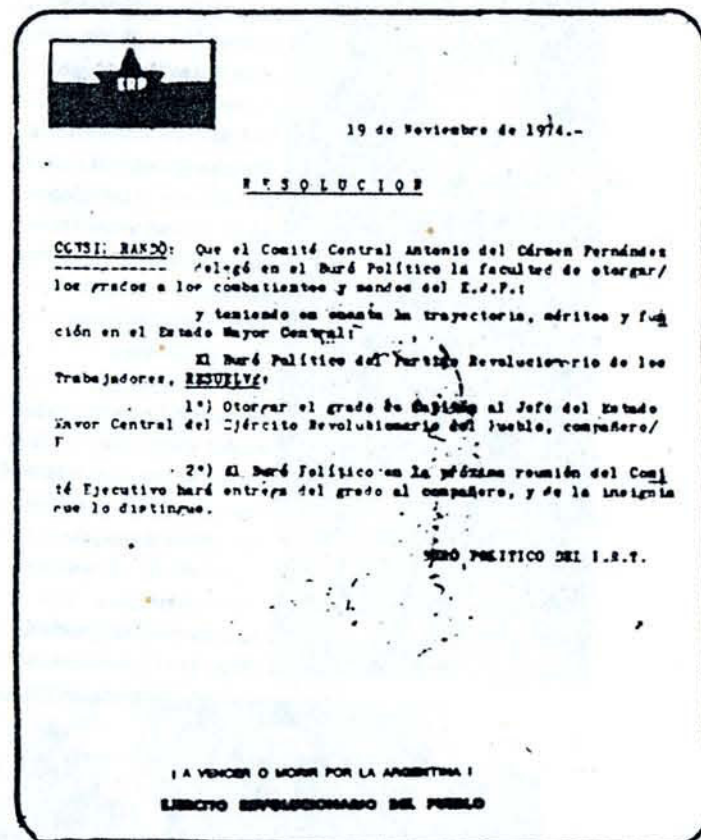 ERP
19 de Noviembre de 1974.-
RESOLUCION
Que el Comité Central Antonio del Cármen Fernández
delegó en el Buró Político la facultad de otorgar/
los grados a los combatientes y mandos del
y teniendo en cuenta la trayectoria, méritos y fun
ción en el Estado Mayor Central:
El Buró Político del Partido Revolucionario de los
Trabajadores, RESUELVE:
1°) Otorgar el grado de Capitán al Jefe del Estado
Mayor Central del Ejército Revolucionario del Pueblo, compañero/
2°) El Buró Político en la próxima reunión del Comi
té Ejecutivo hará entrega del grado al compañero, y de la insignia
que lo distingue.
BURÓ POLITICO DEL
¡ A VENCER O MORIR POR LA ARGENTINA !
EJERCITO REVOLUCIONARIO DEL PUEBLO